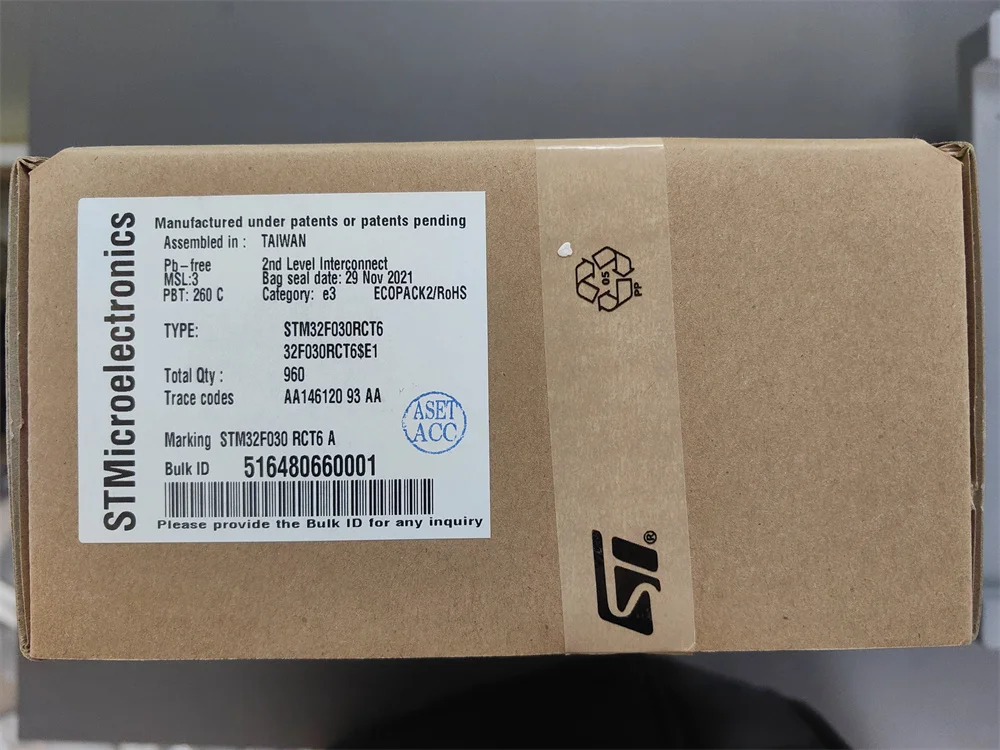 STMicroelectronics
Manufactured under patents or patents pending
Assembled in : TAIWAN
Pb-free 2nd Level Interconnect
MSL:3 Bag seal date: 29 Nov 2021
PBT: 260 C Category: e3 ECOPACK2/RoHS
TYPE: STM32F030RCT6
32F030RCT6$E1
Total Qty : 960
Trace codes AA146120 93 AA
ASET
ACC
Marking STM32F030 RCT6 A
Bulk ID 516480660001
Please provide the Bulk ID for any inquiry
05
PP
ST®